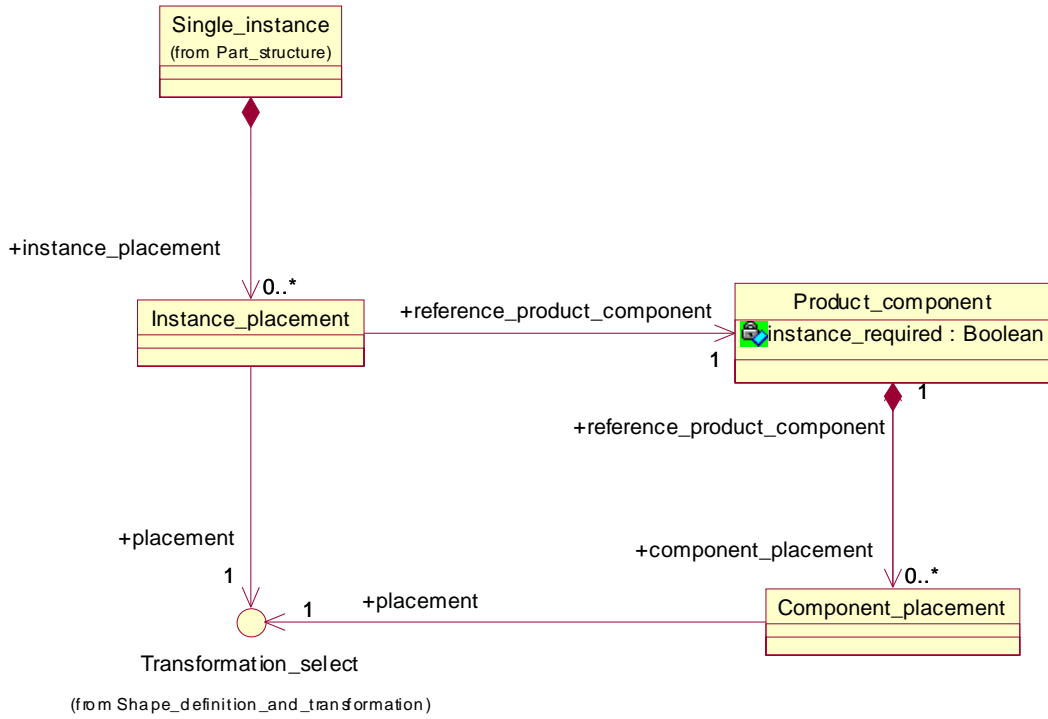 Single_instance
(from Part_structure)
+instance_placement
0..*
Instance_placement
+reference_product_component
1
Product_component
instance_required : Boolean
1
+reference_product_component
+placement
1
+component_placement
0..*
+placement
1
Component_placement
Transformation_select
(from Shape_definition_and_transformation)